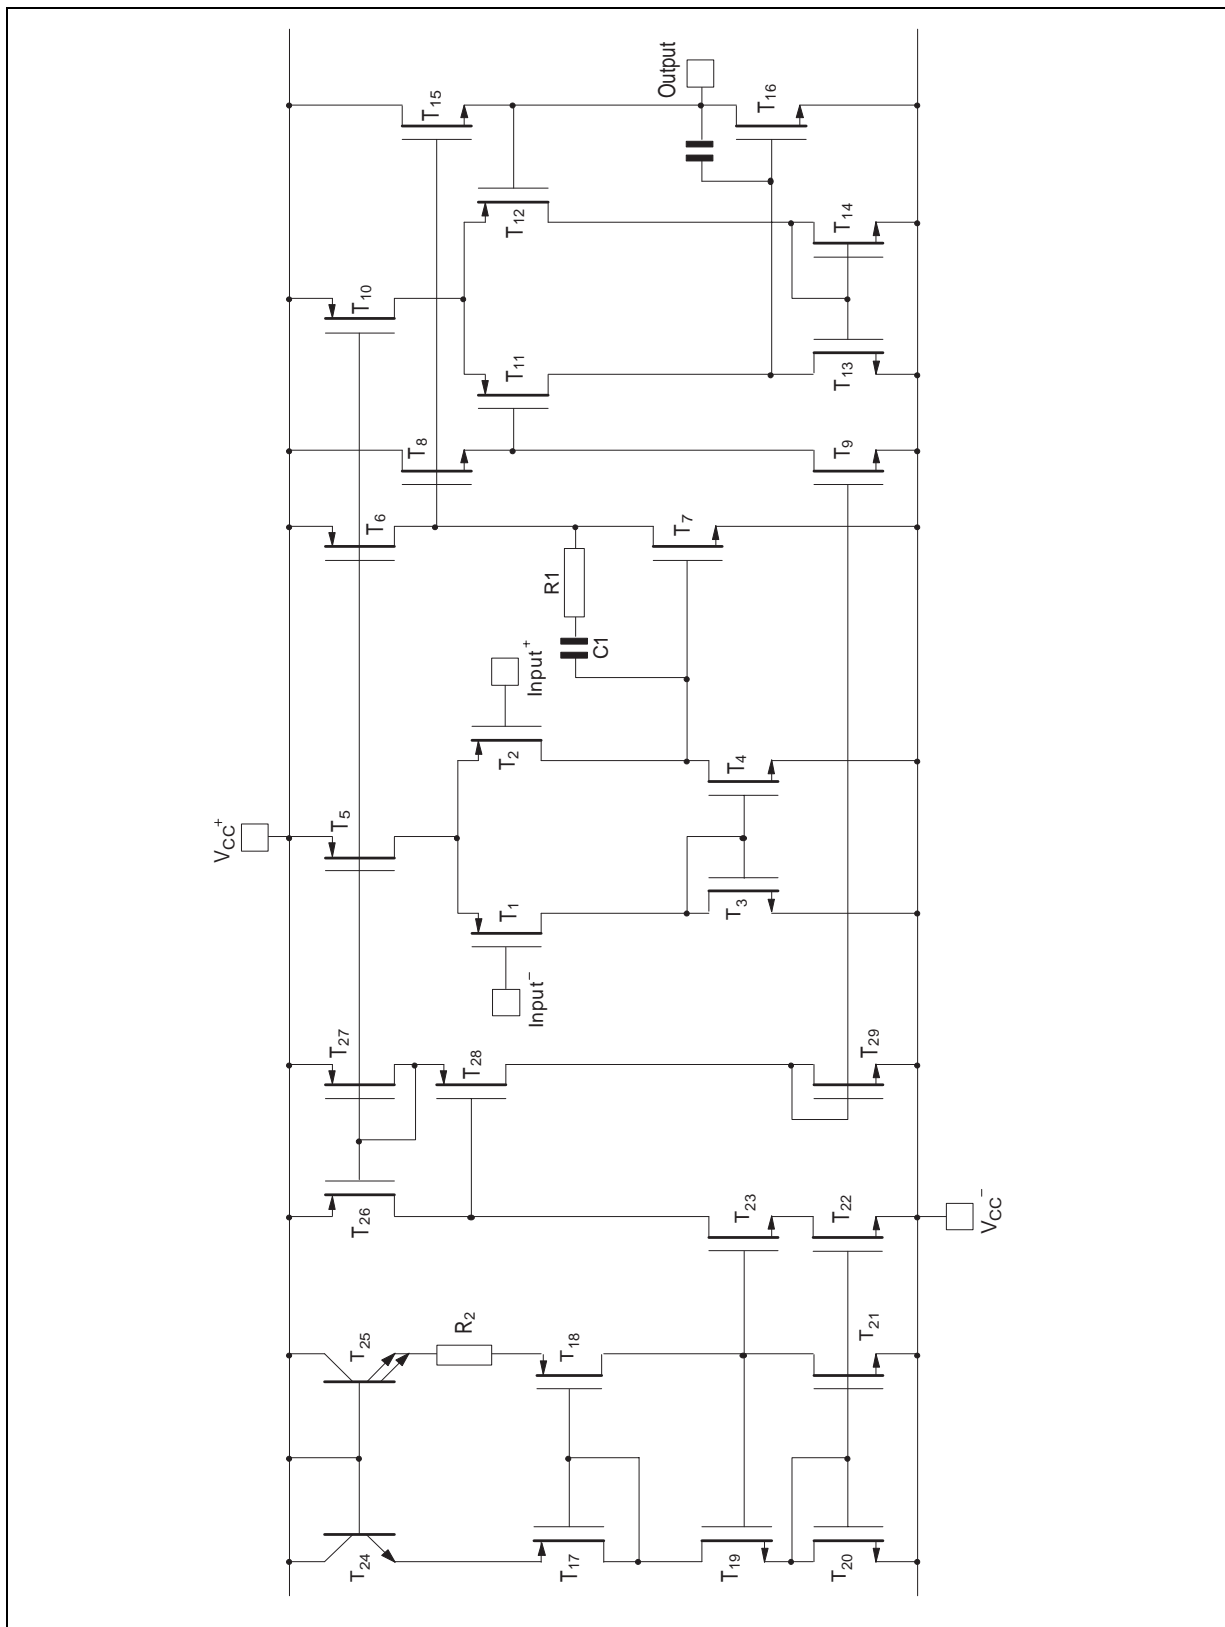 Output
T15
T16
T12
T14
T10
T11
T13
T8
T9
T6
T7
R1
C1
Input+
T2
T4
VCC+
T5
T1
T3
Input−
T27
T28
T29
T26
T23
T22
VCC−
T25
R2
T18
T21
T24
T17
T19
T20